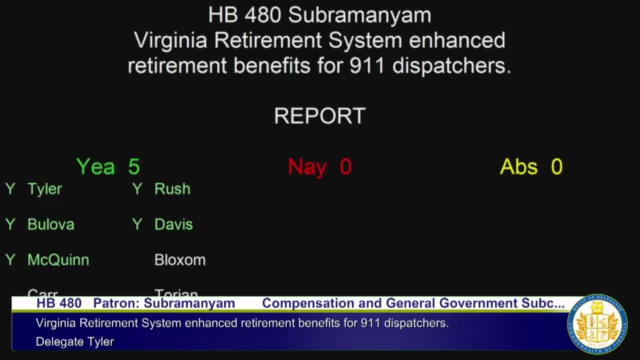 HB 480 Subramanyam
Virginia Retirement System enhanced
retirement benefits for 911 dispatchers.
REPORT
Yea 5 Nay 0 Abs 0
Y Tyler Y Rush
Y Bulova Y Davis
Y McQuinn Bloxom
Carr Torian
HB 480 Patron: Subramanyam Compensation and General Government Subc...
Virginia Retirement System enhanced retirement benefits for 911 dispatchers.
Delegate Tyler